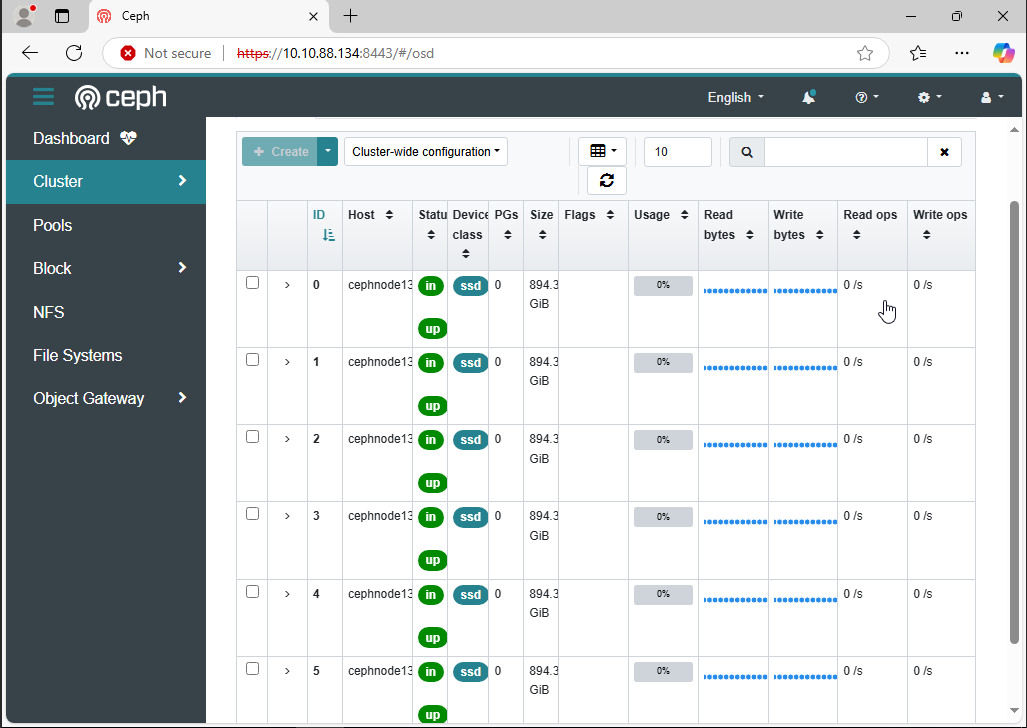 Ceph
Not secure
https://10.10.88.134:8443/#/osd
ceph
English
Dashboard
Cluster
Pools
Block
NFS
File Systems
Object Gateway
Create
Cluster-wide configuration
10
ID Host Statu Device class PGs Size Flags Usage Read bytes Write bytes Read ops Write ops
0 cephnode13 in ssd 0 894.3 GiB 0% 0 /s 0 /s
up
1 cephnode13 in ssd 0 894.3 GiB 0% 0 /s 0 /s
up
2 cephnode13 in ssd 0 894.3 GiB 0% 0 /s 0 /s
up
3 cephnode13 in ssd 0 894.3 GiB 0% 0 /s 0 /s
up
4 cephnode13 in ssd 0 894.3 GiB 0% 0 /s 0 /s
up
5 cephnode13 in ssd 0 894.3 GiB 0% 0 /s 0 /s
up